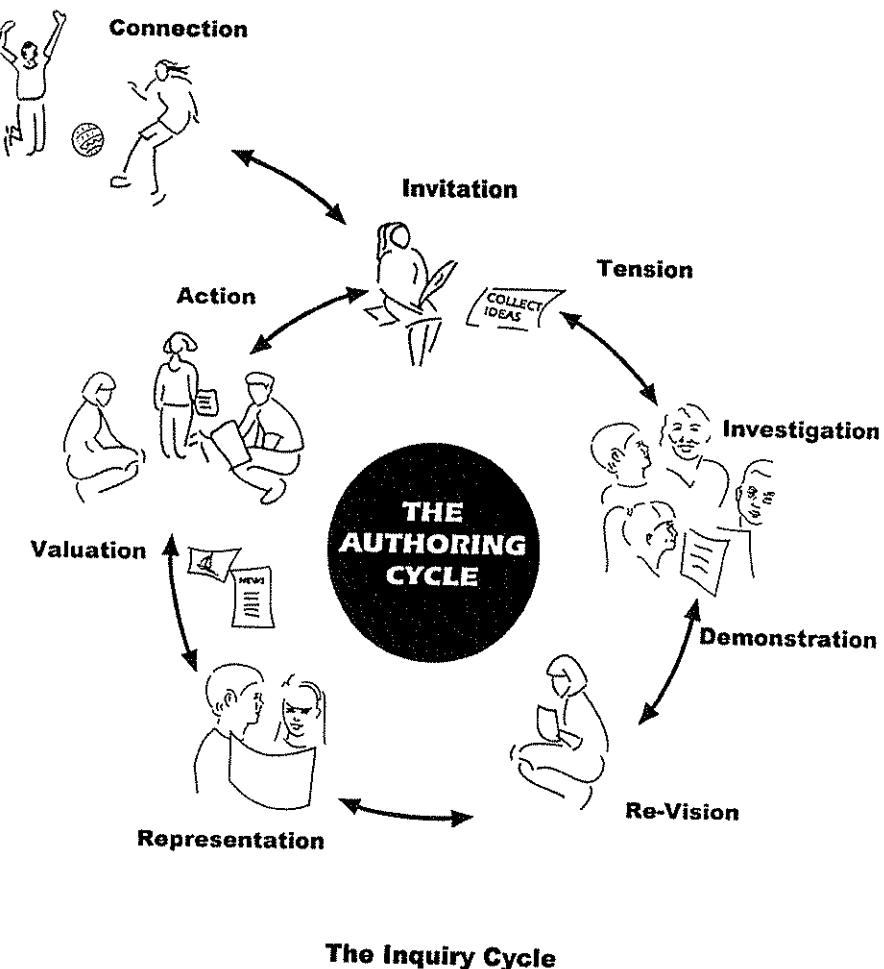 Connection
Invitation
Tension
COLLECT
IDEAS
Action
Investigation
THE
AUTHORING
CYCLE
Valuation
NEWS
Demonstration
Re-Vision
Representation
The Inquiry Cycle